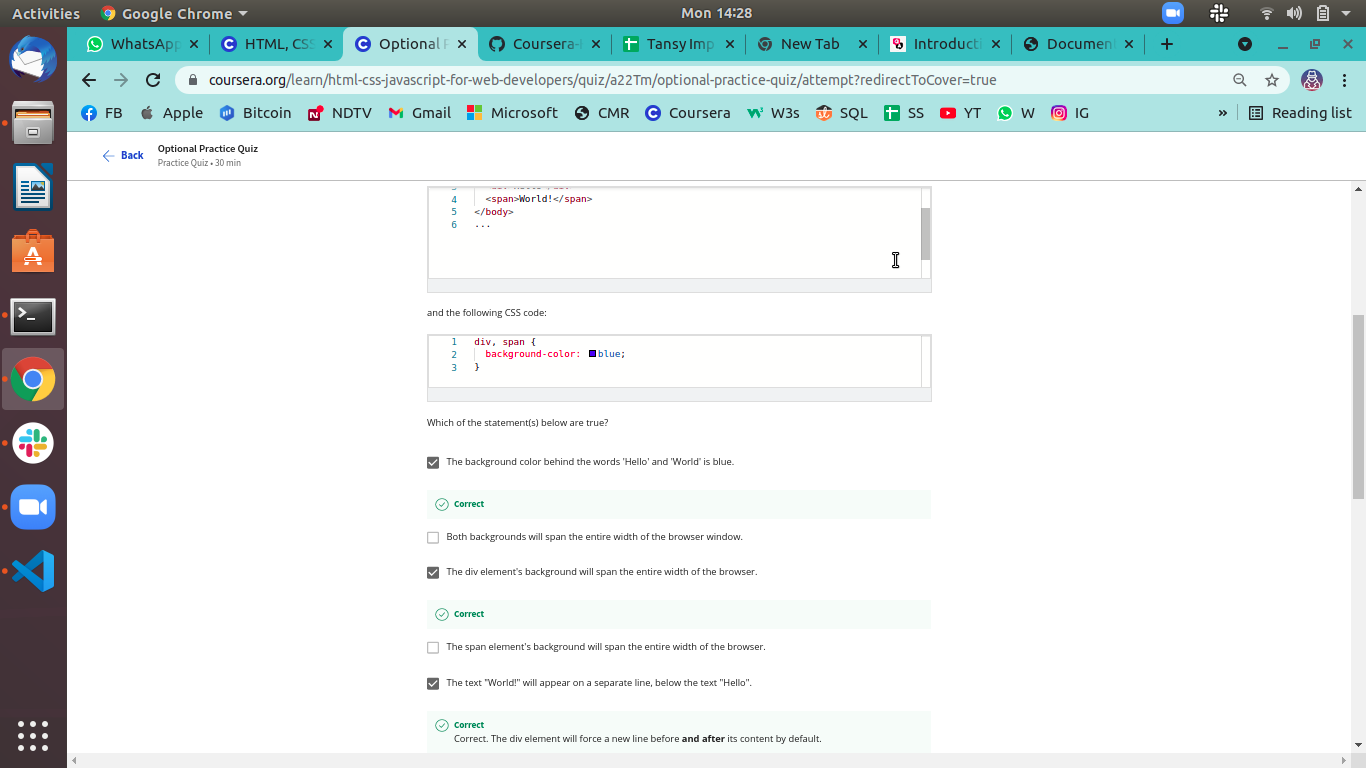 Activities Google Chrome Mon 14:28
WhatsApp HTML, CSS Optional P Coursera- Tansy Imp New Tab Introducti Document
coursera.org/learn/html-css-javascript-for-web-developers/quiz/a22Tm/optional-practice-quiz/attempt?redirectToCover=true
FB Apple Bitcoin NDTV Gmail Microsoft CMR Coursera W3s SQL SS YT W IG » Reading list
Back Optional Practice Quiz
Practice Quiz • 30 min
4 <span>World!</span>
5 </body>
6 ...
and the following CSS code:
1 div, span {
2 background-color: blue;
3 }
Which of the statement(s) below are true?
The background color behind the words 'Hello' and 'World' is blue.
Correct
Both backgrounds will span the entire width of the browser window.
The div element's background will span the entire width of the browser.
Correct
The span element's background will span the entire width of the browser.
The text "World!" will appear on a separate line, below the text "Hello".
Correct
Correct. The div element will force a new line before and after its content by default.